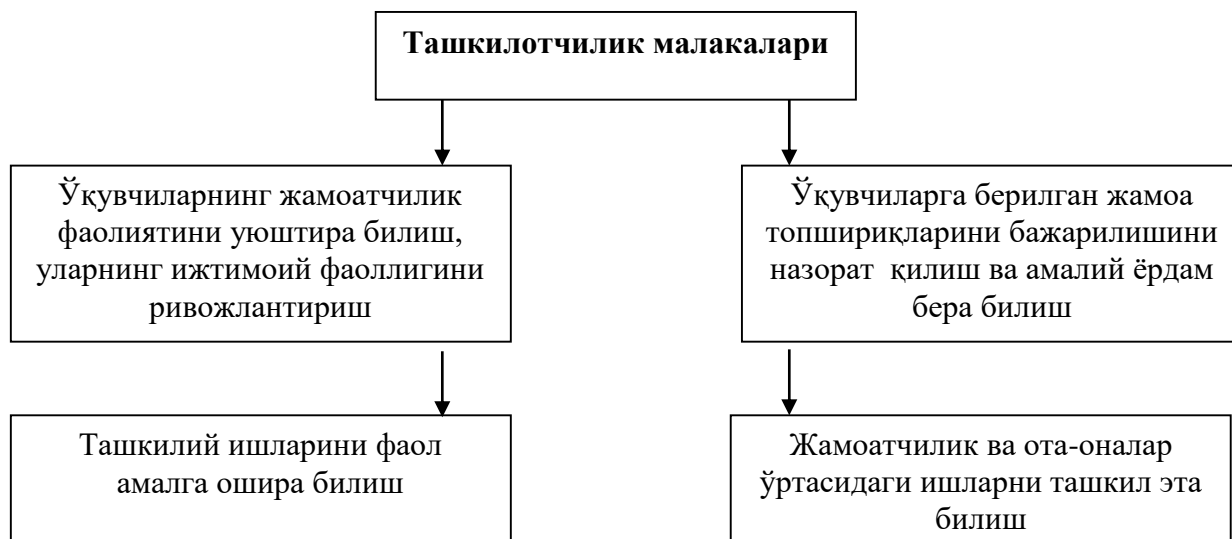 Ташкилотчилик малакалари
Ўқувчиларнинг жамоатчилик
фаолиятини уюштира билиш,
уларнинг ижтимоий фаоллигини
ривожлантириш
Ўқувчиларга берилган жамоа
топшириқларини бажарилишини
назорат қилиш ва амалий ёрдам
бера билиш
Ташкилий ишларини фаол
амалга ошира билиш
Жамоатчилик ва ота-оналар
ўртасидаги ишларни ташкил эта
билиш